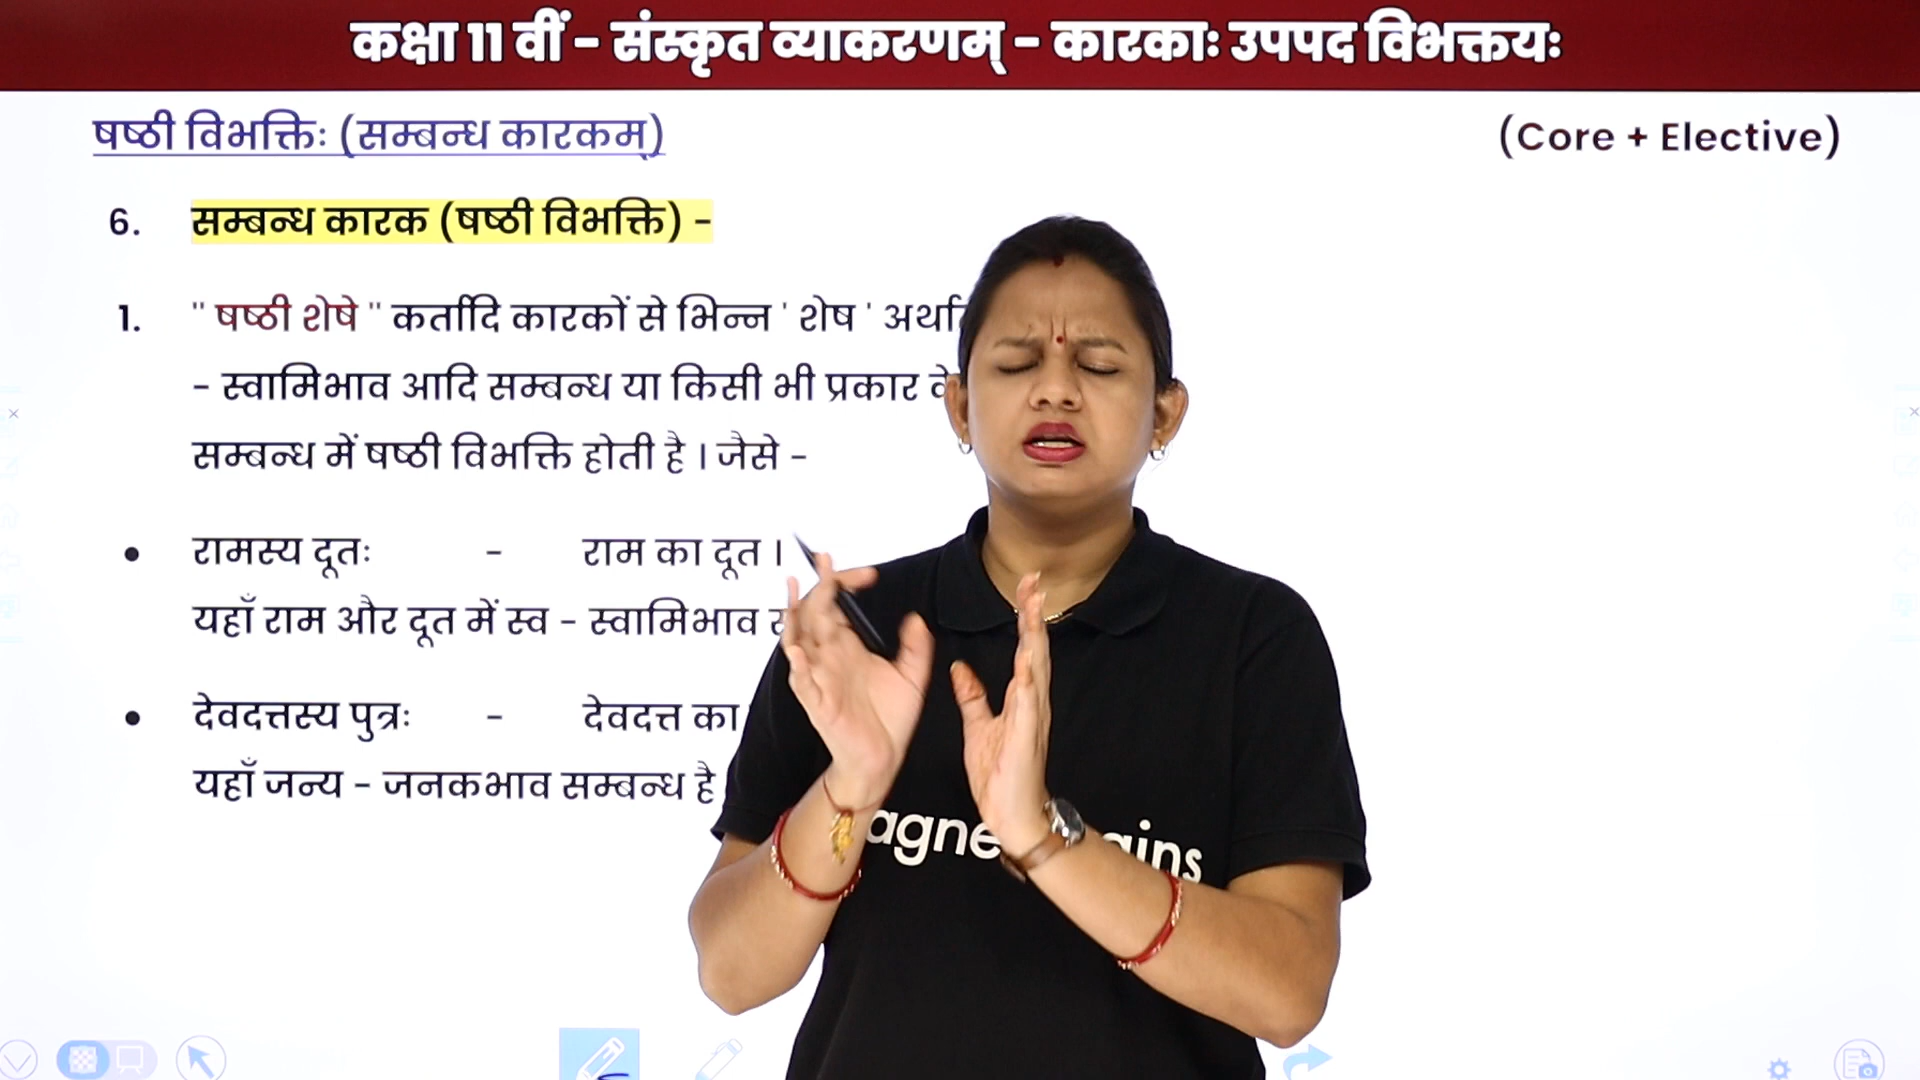 कक्षा 11 वीं - संस्कृत व्याकरणम् - कारकाः उपपद विभक्तयः
षष्ठी विभक्तिः (सम्बन्ध कारकम्)
(Core + Elective)
6. सम्बन्ध कारक (षष्ठी विभक्ति) -
1. " षष्ठी शेषे " कर्तादि कारकों से भिन्न ' शेष '
- स्वामिभाव आदि सम्बन्ध या किसी भी प्रकार
सम्बन्ध में षष्ठी विभक्ति होती है । जैसे -
• रामस्य दूतः - राम का दूत ।
यहाँ राम और दूत में स्व - स्वामिभाव
• देवदत्तस्य पुत्रः - देवदत्त का
यहाँ जन्य - जनकभाव सम्बन्ध है